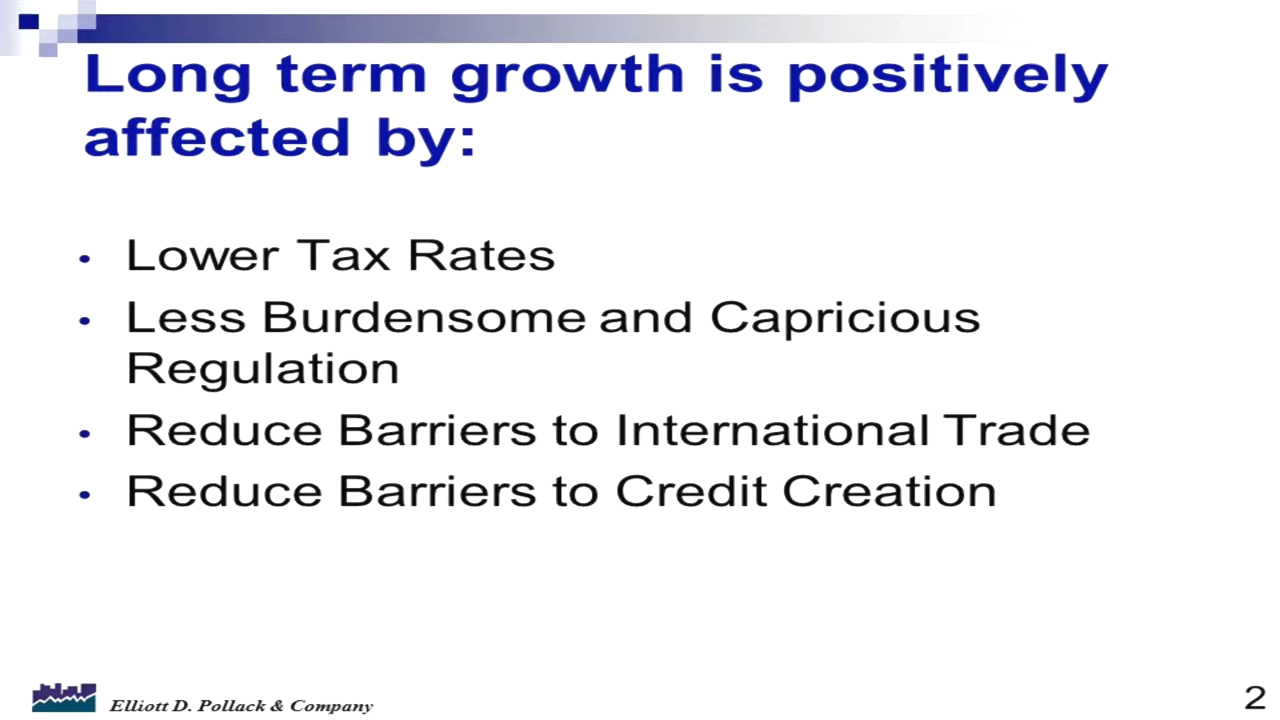 Long term growth is positively
affected by:
• Lower Tax Rates
• Less Burdensome and Capricious
Regulation
• Reduce Barriers to International Trade
• Reduce Barriers to Credit Creation
Elliott D. Pollack & Company
2